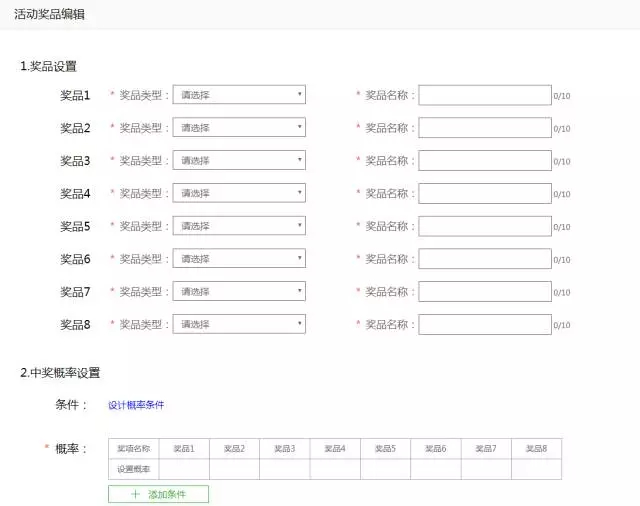 活动奖品编辑
1.奖品设置
奖品1 * 奖品类型： 请选择 * 奖品名称： 0/10
奖品2 * 奖品类型： 请选择 * 奖品名称： 0/10
奖品3 * 奖品类型： 请选择 * 奖品名称： 0/10
奖品4 * 奖品类型： 请选择 * 奖品名称： 0/10
奖品5 * 奖品类型： 请选择 * 奖品名称： 0/10
奖品6 * 奖品类型： 请选择 * 奖品名称： 0/10
奖品7 * 奖品类型： 请选择 * 奖品名称： 0/10
奖品8 * 奖品类型： 请选择 * 奖品名称： 0/10
2.中奖概率设置
条件： 设计概率条件
* 概率： 奖项名称 奖品1 奖品2 奖品3 奖品4 奖品5 奖品6 奖品7 奖品8
设置概率
＋ 添加条件